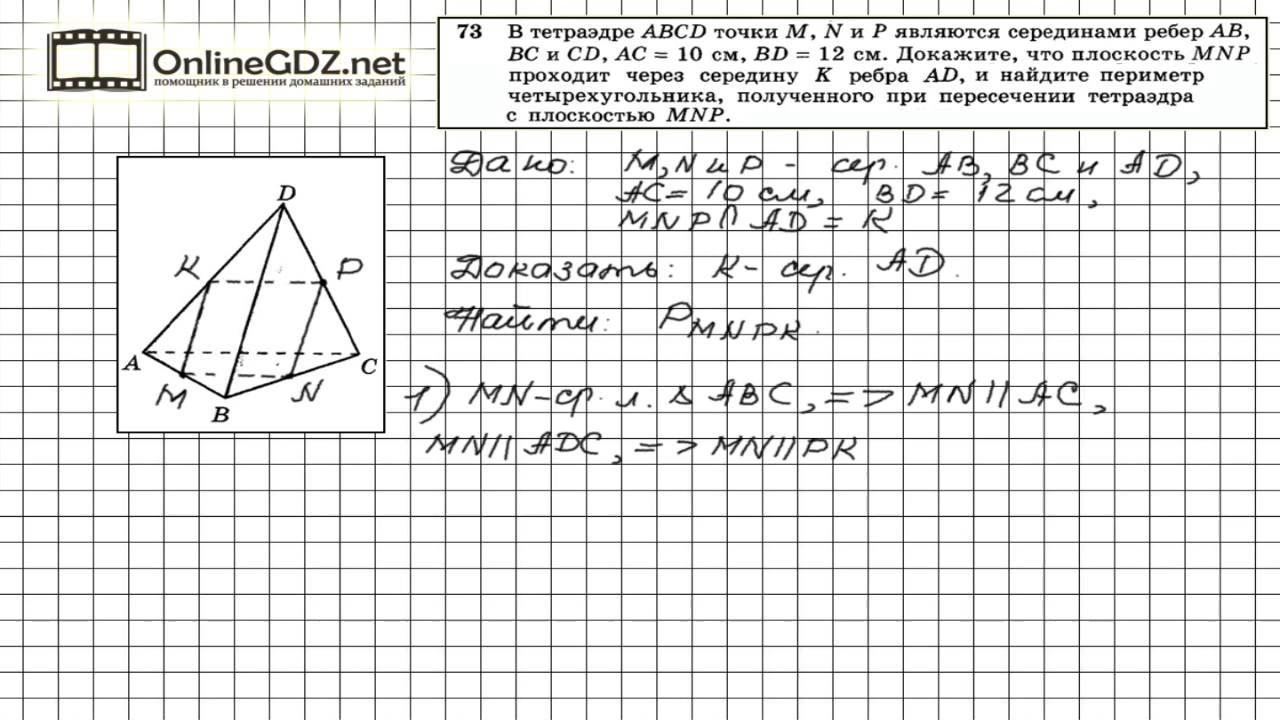 OnlineGDZ.net
помощник в решении домашних заданий
73 В тетраэдре ABCD точки M, N и P являются серединами ребер AB,
BC и CD, AC = 10 см, BD = 12 см. Докажите, что плоскость MNP
проходит через середину K ребра AD, и найдите периметр
четырехугольника, полученного при пересечении тетраэдра
с плоскостью MNP.
Дано: M, N и P - сер. AB, BC и AD,
AC = 10 см, BD = 12 см,
MNP ∩ AD = K
Доказать: K - сер. AD.
Найти: P MNPK.
1) MN - ср. л. △ ABC, => MN || AC,
MN || ADC, => MN || PK
D
K
P
A
C
M
N
B